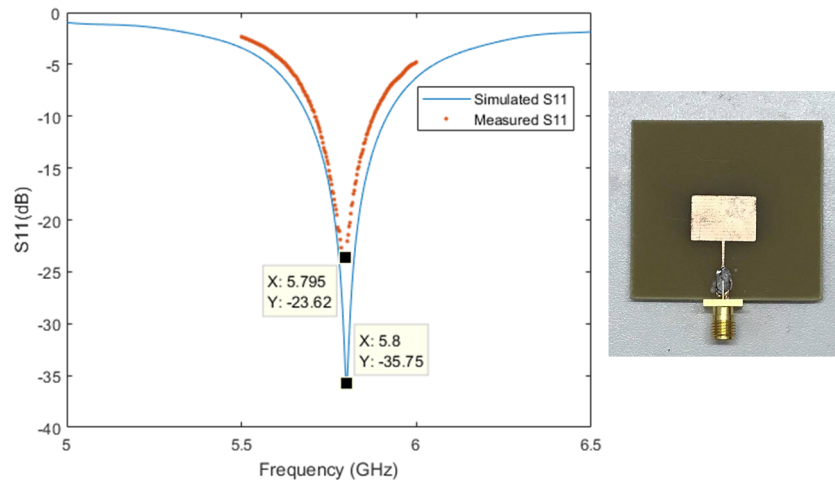 0
-5
-10
-15
-20
-25
-30
-35
-40
S11(dB)
Simulated S11
Measured S11
X: 5.795
Y: -23.62
X: 5.8
Y: -35.75
5
5.5
6
6.5
Frequency (GHz)